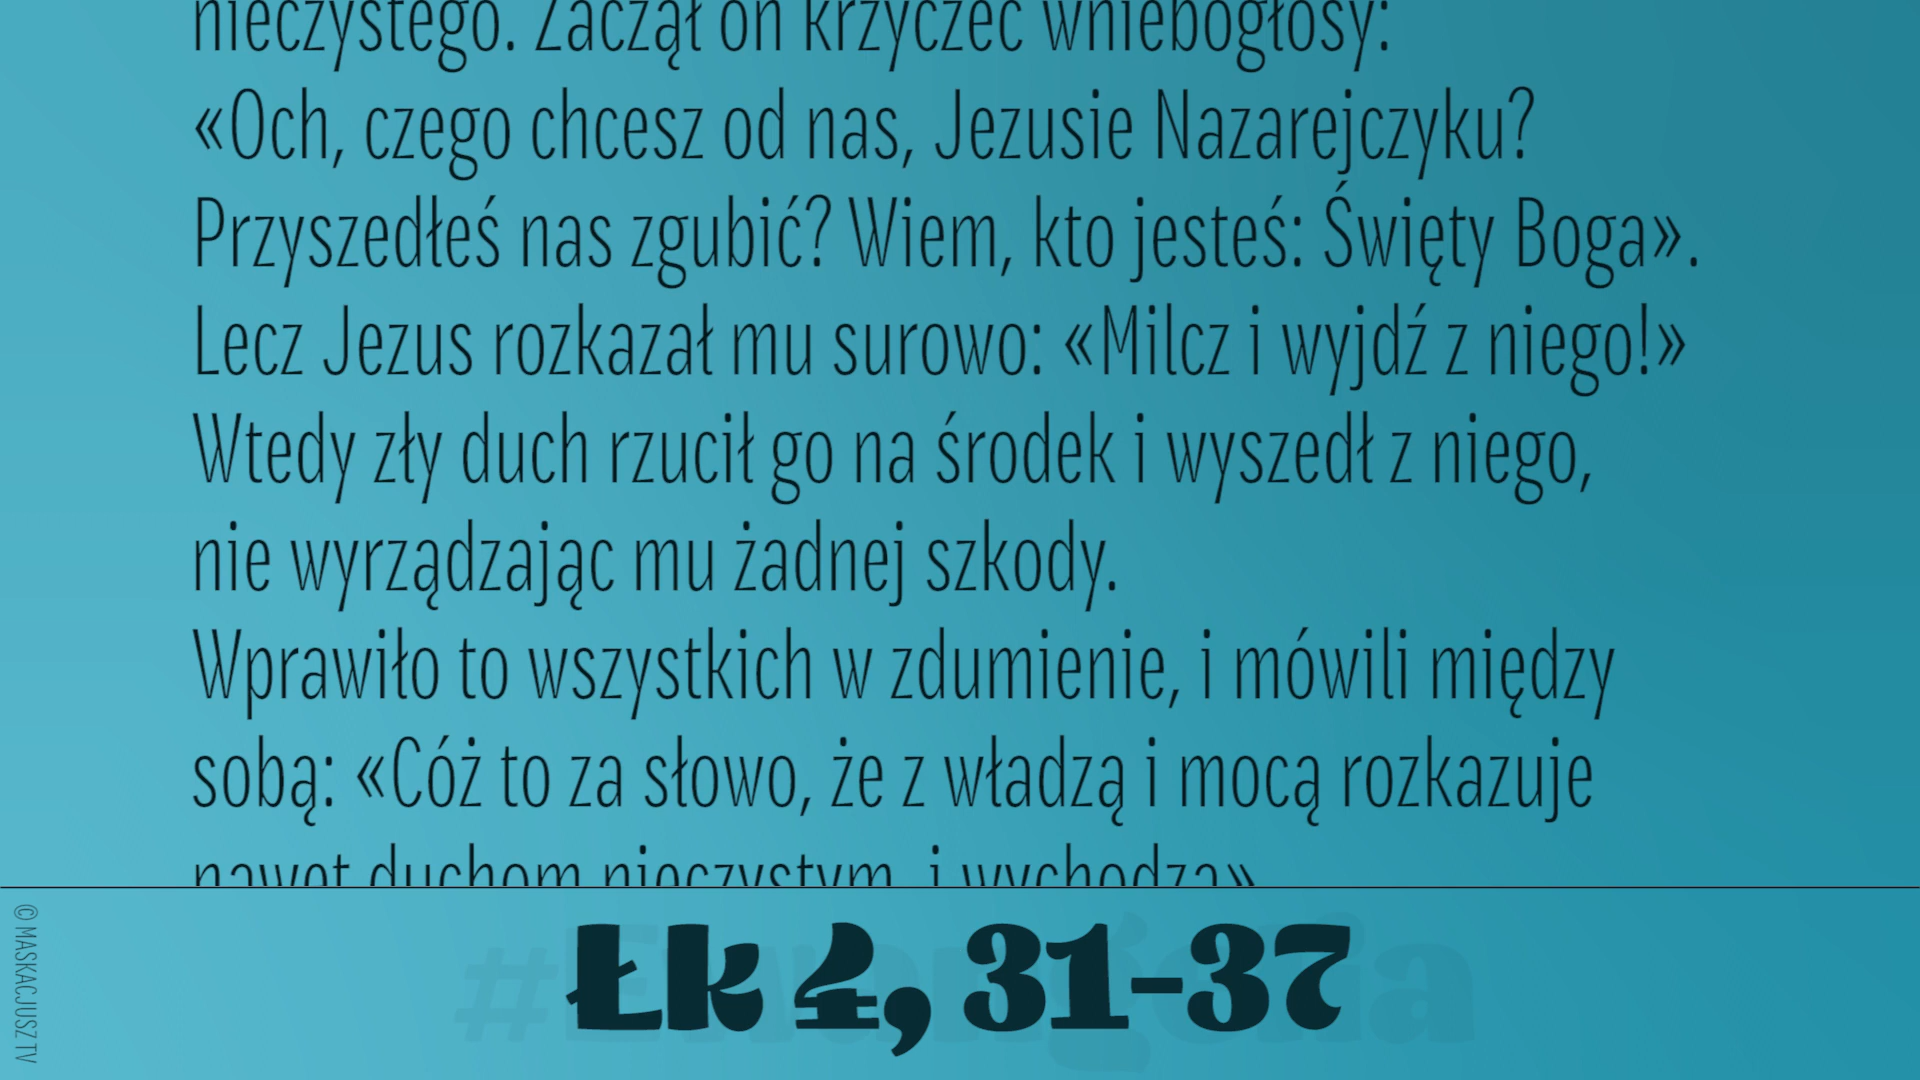 nieczystego. Zaczął on krzyczeć wniebogłosy:
«Och, czego chcesz od nas, Jezusie Nazarejczyku?
Przyszedłeś nas zgubić? Wiem, kto jesteś: Święty Boga».
Lecz Jezus rozkazał mu surowo: «Milcz i wyjdź z niego!»
Wtedy zły duch rzucił go na środek i wyszedł z niego,
nie wyrządzając mu żadnej szkody.
Wprawiło to wszystkich w zdumienie, i mówili między
sobą: «Cóż to za słowo, że z władzą i mocą rozkazuje
nawet duchom nieczystym, i wychodzą».
#Ewangelia
Łk 4, 31-37
© MASKACJUSZ TV